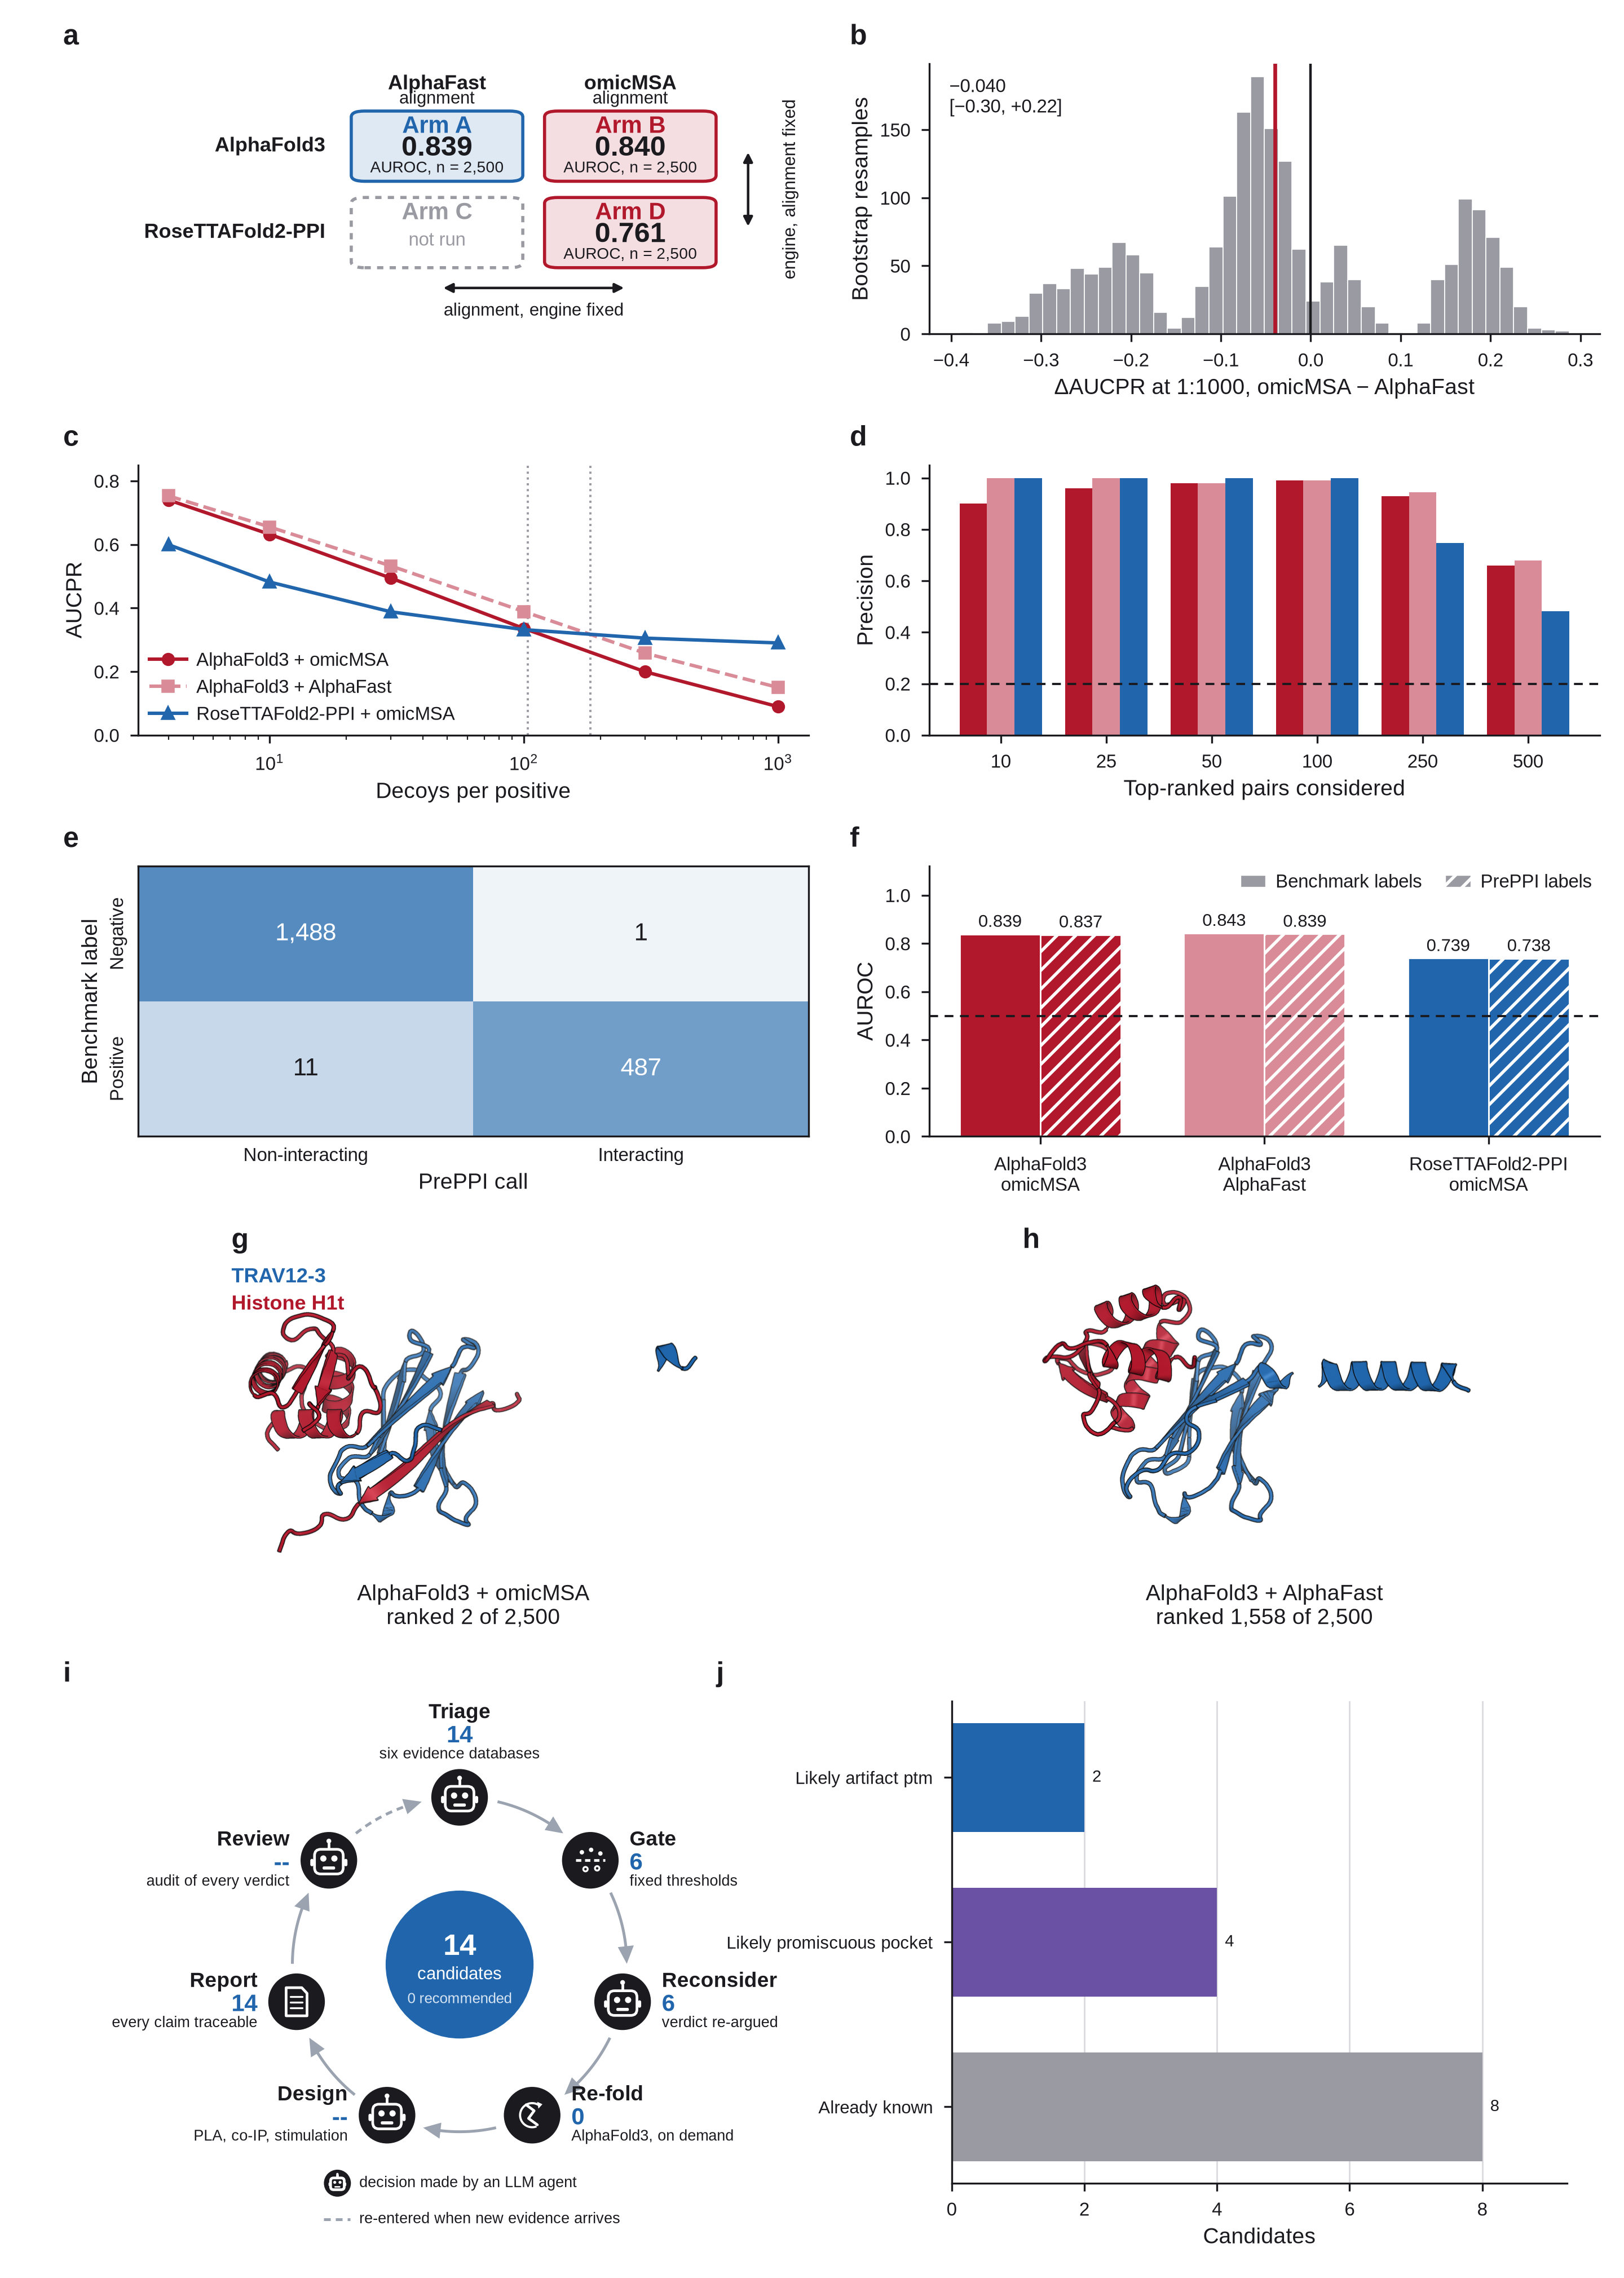 a
AlphaFast
alignment
omicMSA
alignment
AlphaFold3
Arm A
0.839
AUROC, n = 2,500
Arm B
0.840
AUROC, n = 2,500
RoseTTAFold2-PPI
Arm C
not run
Arm D
0.761
AUROC, n = 2,500
alignment, engine fixed
engine, alignment fixed
b
−0.040
[−0.30, +0.22]
Bootstrap resamples
150
100
50
0
−0.4
−0.3
−0.2
−0.1
0.0
0.1
0.2
0.3
ΔAUCPR at 1:1000, omicMSA − AlphaFast
c
AUCPR
0.8
0.6
0.4
0.2
0.0
AlphaFold3 + omicMSA
AlphaFold3 + AlphaFast
RoseTTAFold2-PPI + omicMSA
10¹
10²
10³
Decoys per positive
d
Precision
1.0
0.8
0.6
0.4
0.2
0.0
10
25
50
100
250
500
Top-ranked pairs considered
e
Benchmark label
Negative
Positive
1,488
1
11
487
Non-interacting
Interacting
PrePPI call
f
Benchmark labels
PrePPI labels
AUROC
1.0
0.8
0.6
0.4
0.2
0.0
0.839
0.837
0.843
0.839
0.739
0.738
AlphaFold3
omicMSA
AlphaFold3
AlphaFast
RoseTTAFold2-PPI
omicMSA
g
TRAV12-3
Histone H1t
AlphaFold3 + omicMSA
ranked 2 of 2,500
h
AlphaFold3 + AlphaFast
ranked 1,558 of 2,500
i
Triage
14
six evidence databases
Gate
6
fixed thresholds
Reconsider
6
verdict re-argued
Re-fold
0
AlphaFold3, on demand
Design
--
PLA, co-IP, stimulation
Report
14
every claim traceable
Review
--
audit of every verdict
14
candidates
0 recommended
decision made by an LLM agent
re-entered when new evidence arrives
j
Likely artifact ptm
2
Likely promiscuous pocket
4
Already known
8
0
2
4
6
8
Candidates